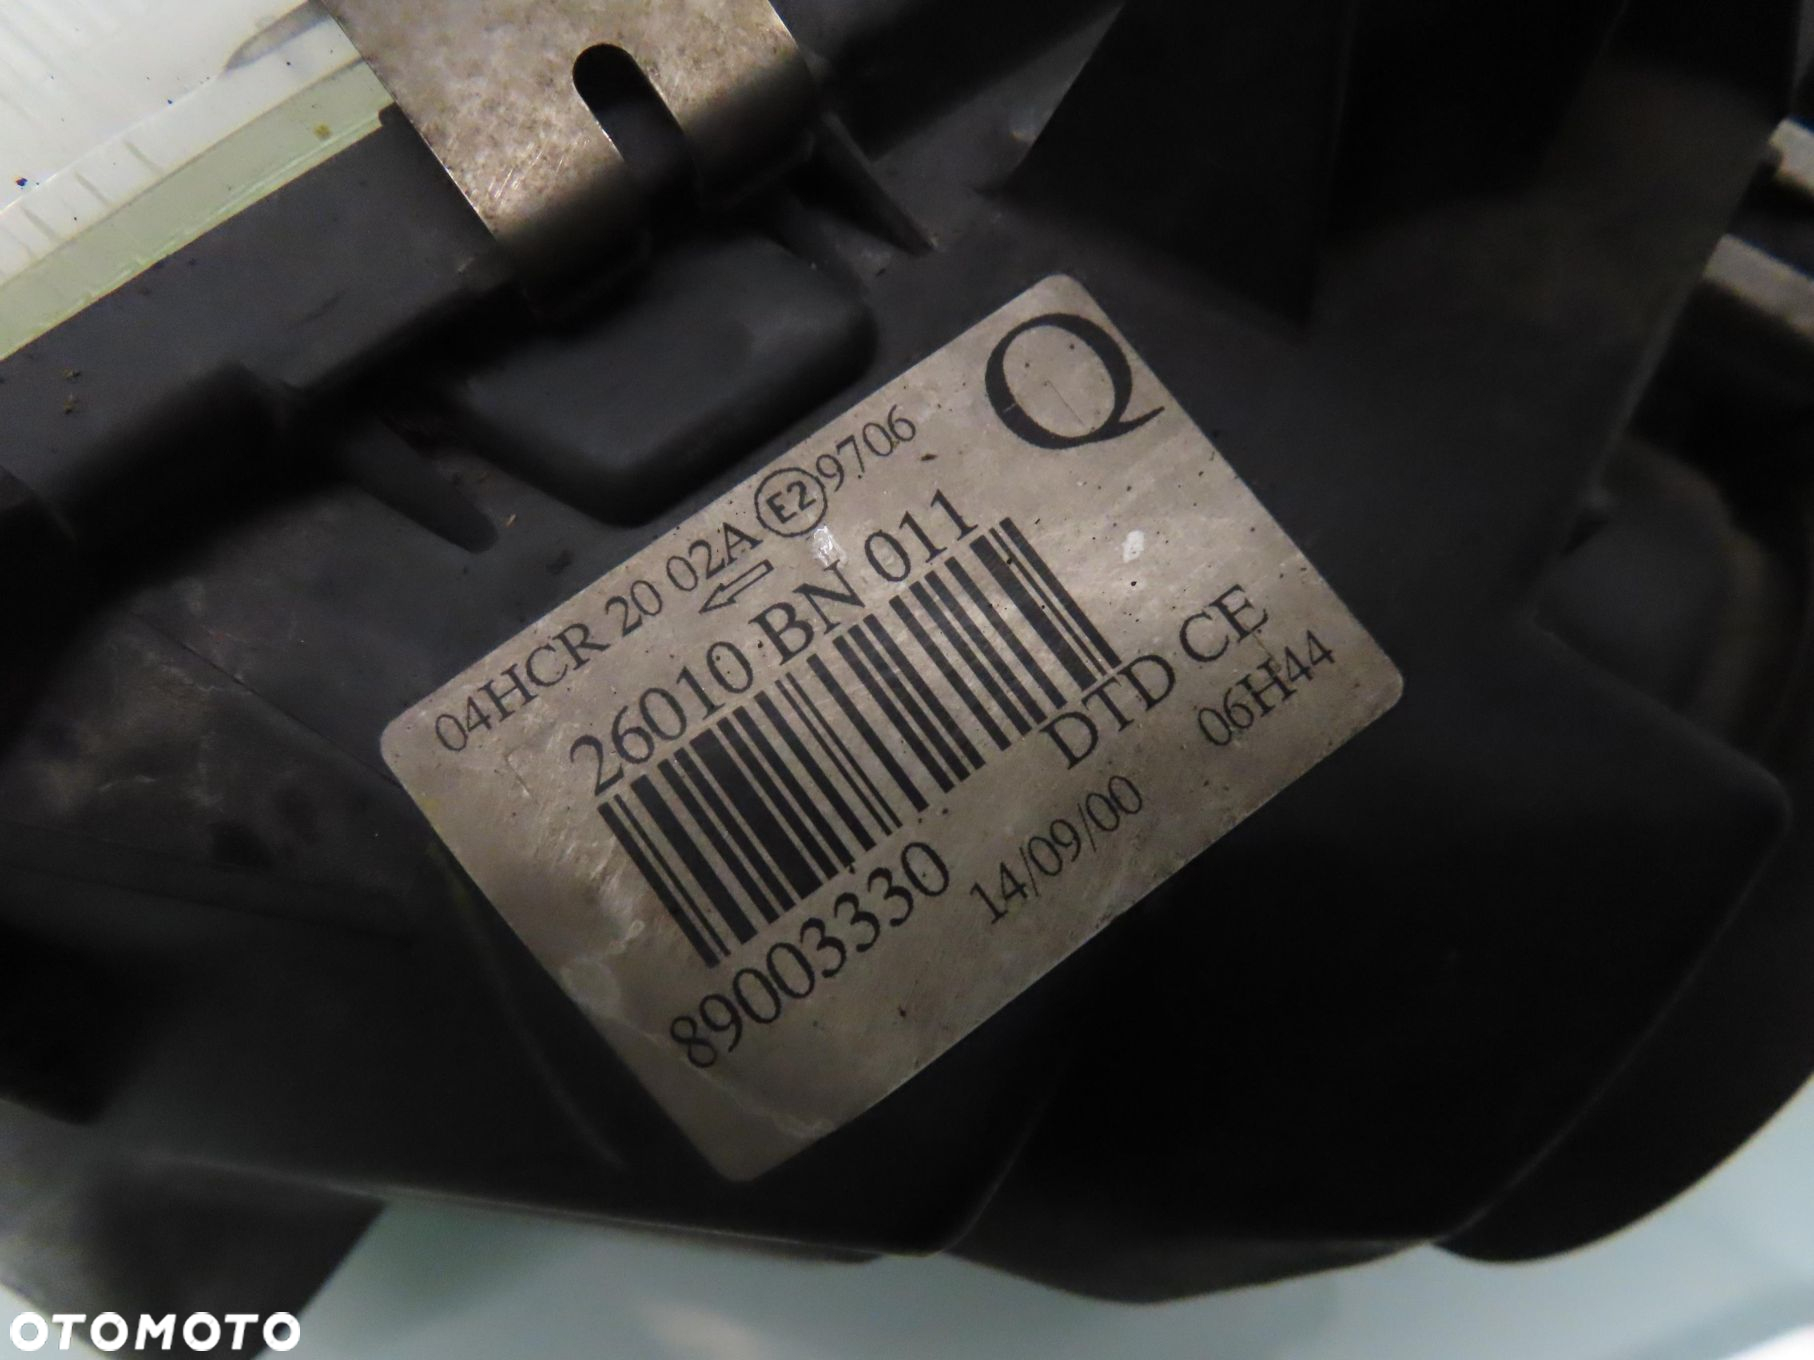 Q
04HCR 20 02A E2 9706
26010 BN 011
DTD CE
89003330
14/09/00
06H44
OTOMOTO